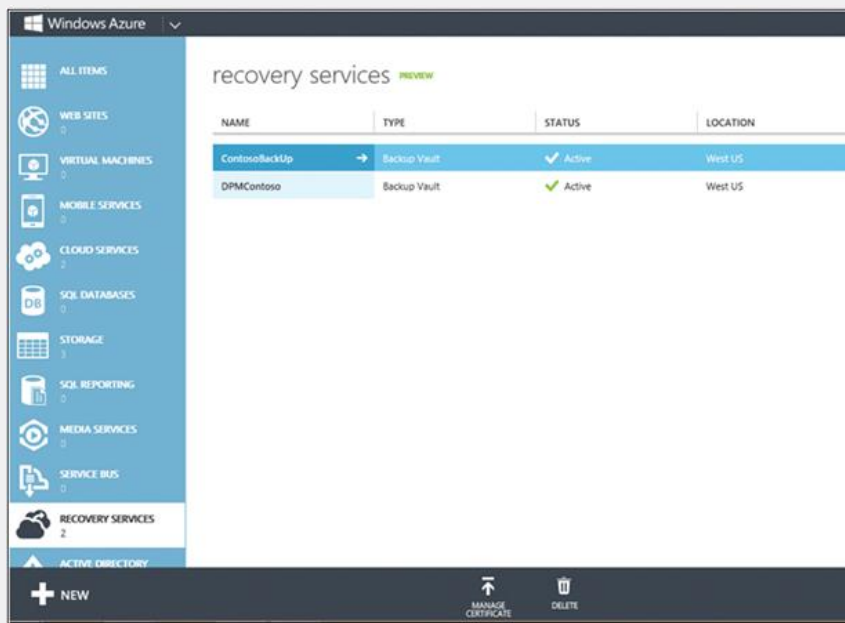 Windows Azure
ALL ITEMS
WEB SITES
0
VIRTUAL MACHINES
0
MOBILE SERVICES
0
CLOUD SERVICES
2
SQL DATABASES
0
DB
STORAGE
3
SQL REPORTING
0
MEDIA SERVICES
0
SERVICE BUS
0
RECOVERY SERVICES
2
ACTIVE DIRECTORY
recovery services PREVIEW
NAME TYPE STATUS LOCATION
ContosoBackUp Backup Vault Active West US
DPMContoso Backup Vault Active West US
NEW
MANAGE
CERTIFICATE
DELETE